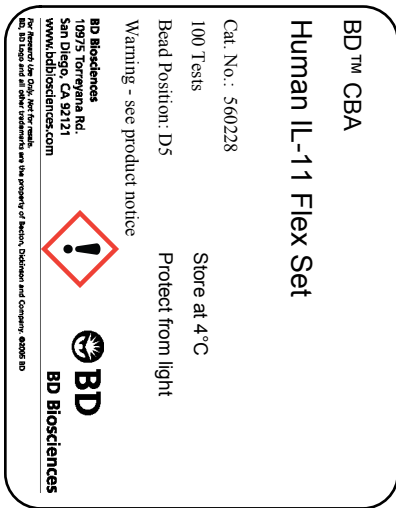 BD™ CBA
Human IL-11 Flex Set
Cat. No.: 560228
100 Tests Store at 4°C
Bead Position: D5 Protect from light
Warning - see product notice
BD Biosciences
10975 Torreyana Rd.
San Diego, CA 92121
www.bdbiosciences.com
BD
BD Biosciences
For Research Use Only. Not for resale.
BD, BD Logo and all other trademarks are the property of Becton, Dickinson and Company. ©2005 BD